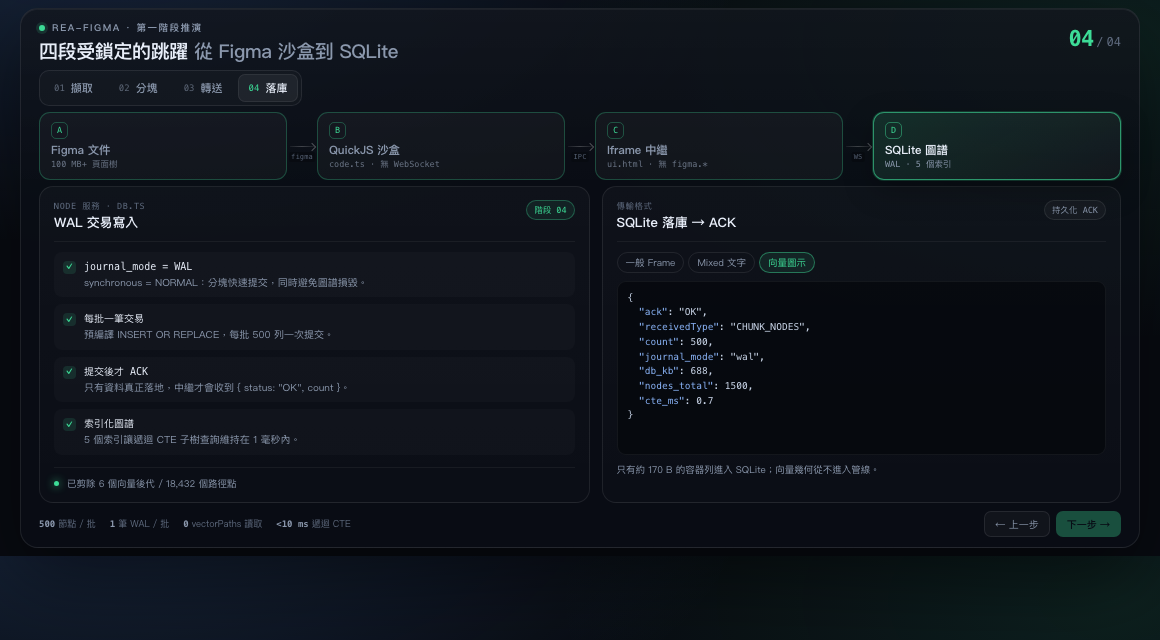 REA-FIGMA · 第一階段推演
四段受鎖定的跳躍 從 Figma 沙盒到 SQLite
04 / 04
01 擷取
02 分塊
03 轉送
04 落庫
A
Figma 文件
100 MB+ 頁面樹
figma
B
QuickJS 沙盒
code.ts · 無 WebSocket
IPC
C
Iframe 中繼
ui.html · 無 figma.*
WS
D
SQLite 圖譜
WAL · 5 個索引
NODE 服務 · DB.TS
WAL 交易寫入
階段 04
journal_mode = WAL
synchronous = NORMAL：分塊快速提交，同時避免圖譜損毀。
每批一筆交易
預編譯 INSERT OR REPLACE，每批 500 列一次提交。
提交後才 ACK
只有資料真正落地，中繼才會收到 { status: "OK", count }。
索引化圖譜
5 個索引讓遞迴 CTE 子樹查詢維持在 1 毫秒內。
已剪除 6 個向量後代 / 18,432 個路徑點
傳輸格式
SQLite 落庫 → ACK
持久化 ACK
一般 Frame
Mixed 文字
向量圖示
{
"ack": "OK",
"receivedType": "CHUNK_NODES",
"count": 500,
"journal_mode": "wal",
"db_kb": 688,
"nodes_total": 1500,
"cte_ms": 0.7
}
只有約 170 B 的容器列進入 SQLite；向量幾何從不進入管線。
500 節點 / 批
1 筆 WAL / 批
0 vectorPaths 讀取
<10 ms 遞迴 CTE
← 上一步
下一步 →